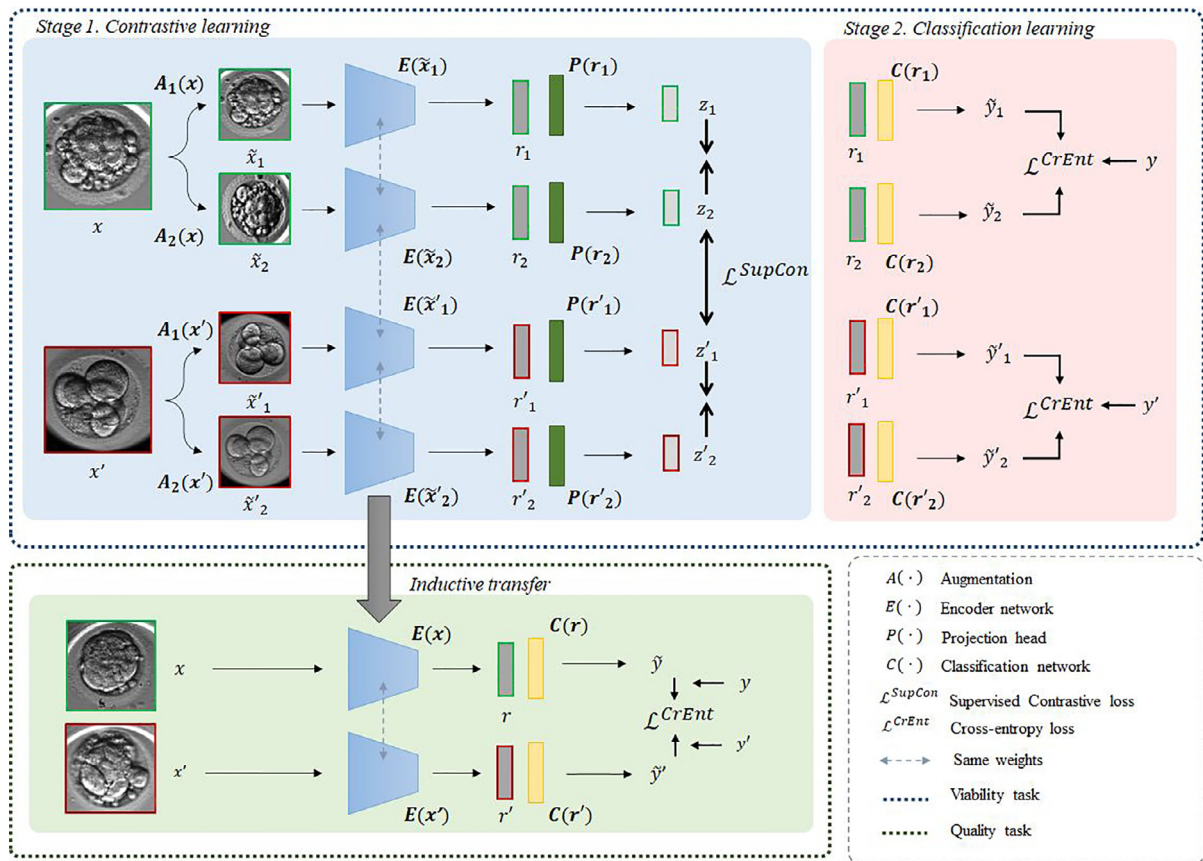 Stage 1. Contrastive learning
A₁(x)
E(x̃₁)
P(r₁)
x̃₁
r₁
z₁
x
A₂(x)
x̃₂
E(x̃₂)
r₂
P(r₂)
z₂
ℒ^SupCon
A₁(x')
E(x̃'₁)
P(r'₁)
x̃'₁
r'₁
z'₁
x'
A₂(x')
x̃'₂
E(x̃'₂)
r'₂
P(r'₂)
z'₂
Stage 2. Classification learning
C(r₁)
r₁
ỹ₁
ℒ^CrEnt
y
r₂
C(r₂)
ỹ₂
C(r'₁)
r'₁
ỹ'₁
ℒ^CrEnt
y'
r'₂
C(r'₂)
ỹ'₂
Inductive transfer
x
E(x)
r
C(r)
ỹ
y
ℒ^CrEnt
x'
E(x')
r'
C(r')
ỹ'
y'
A(·) Augmentation
E(·) Encoder network
P(·) Projection head
C(·) Classification network
ℒ^SupCon Supervised Contrastive loss
ℒ^CrEnt Cross-entropy loss
Same weights
Viability task
Quality task